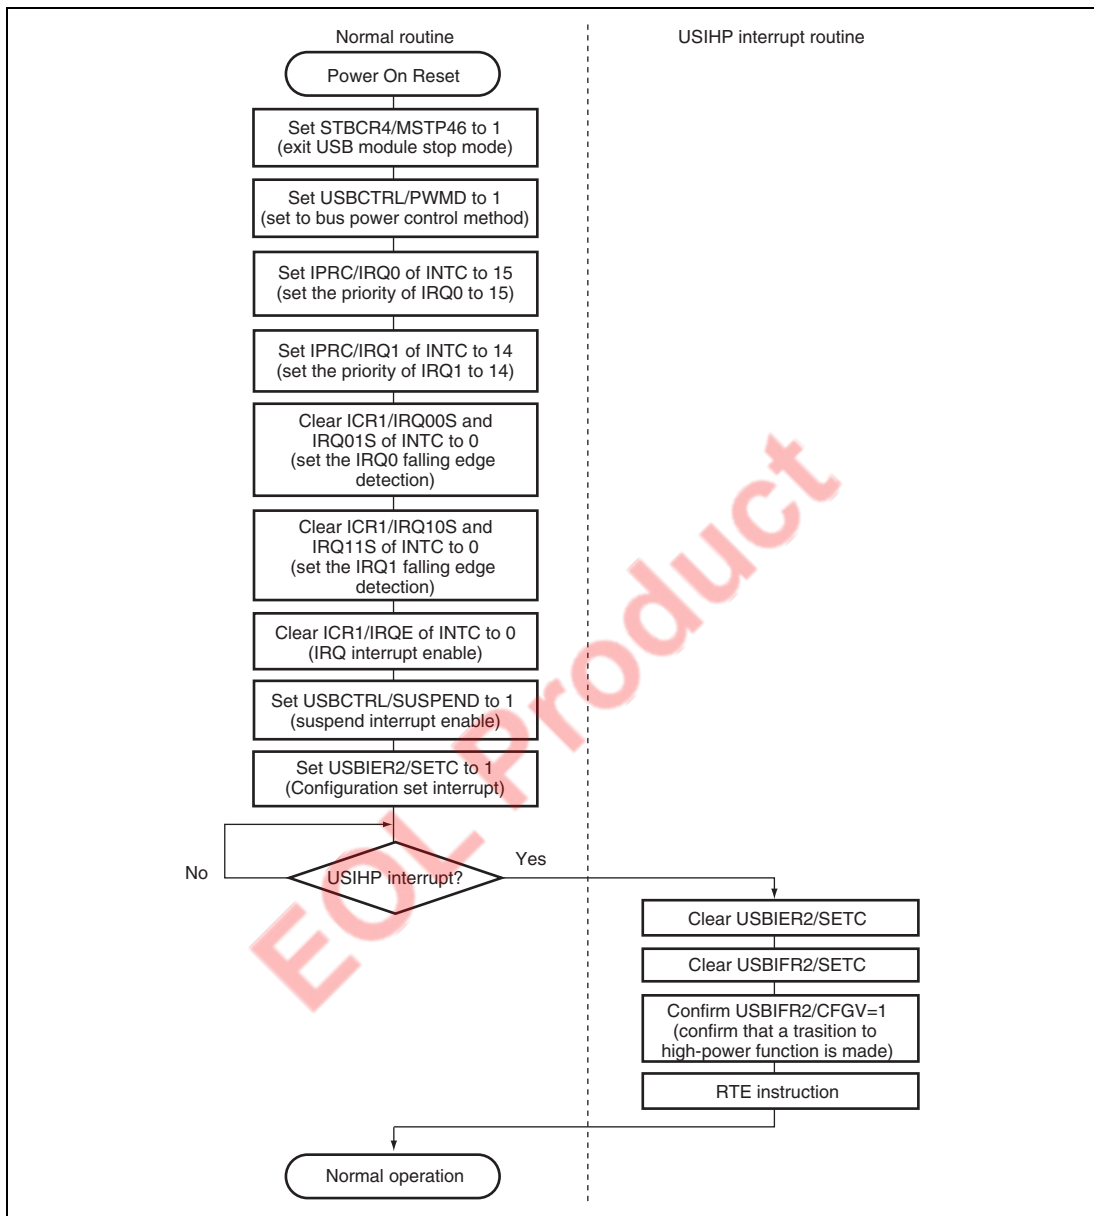 Normal routine
USIHP interrupt routine
Power On Reset
Set STBCR4/MSTP46 to 1
(exit USB module stop mode)
Set USBCTRL/PWMD to 1
(set to bus power control method)
Set IPRC/IRQ0 of INTC to 15
(set the priority of IRQ0 to 15)
Set IPRC/IRQ1 of INTC to 14
(set the priority of IRQ1 to 14)
Clear ICR1/IRQ00S and
IRQ01S of INTC to 0
(set the IRQ0 falling edge
detection)
Clear ICR1/IRQ10S and
IRQ11S of INTC to 0
(set the IRQ1 falling edge
detection)
Clear ICR1/IRQE of INTC to 0
(IRQ interrupt enable)
Set USBCTRL/SUSPEND to 1
(suspend interrupt enable)
Set USBIER2/SETC to 1
(Configuration set interrupt)
No
USIHP interrupt?
Yes
Clear USBIER2/SETC
Clear USBIFR2/SETC
Confirm USBIFR2/CFGV=1
(confirm that a trasition to
high-power function is made)
RTE instruction
Normal operation
EOL Product